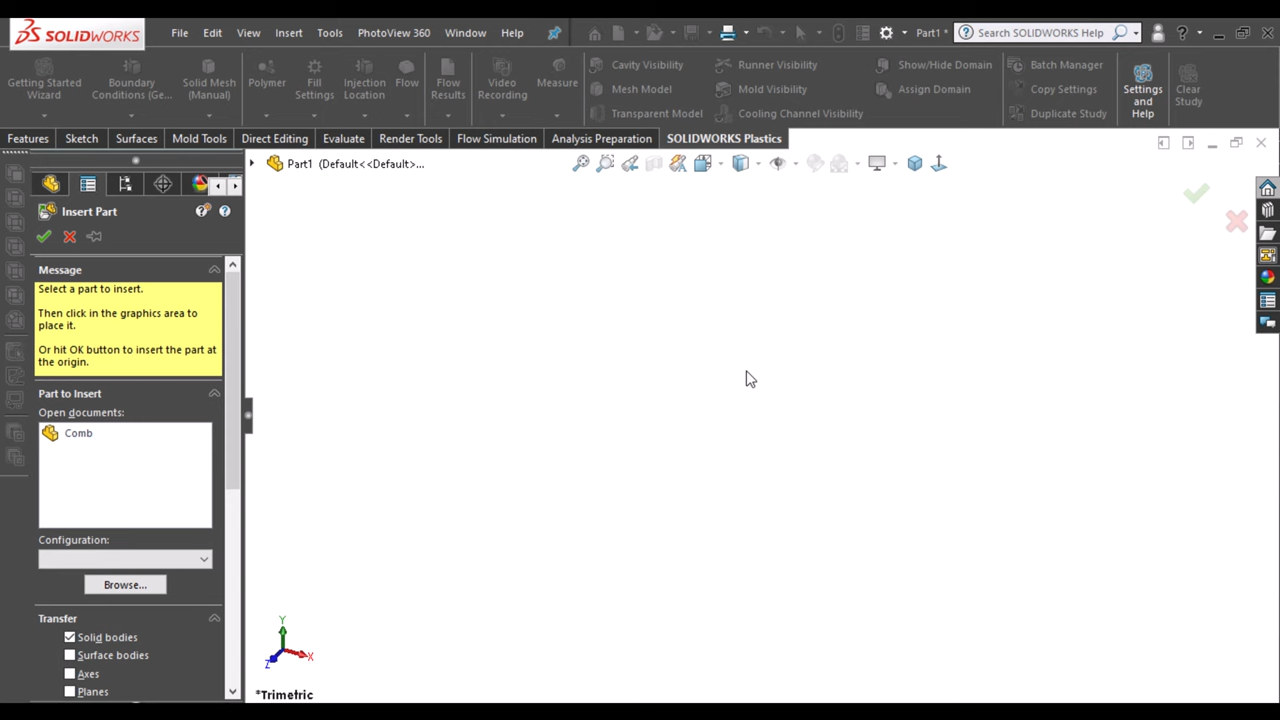 SOLIDWORKS File Edit View Insert Tools PhotoView 360 Window Help Part1 * Search SOLIDWORKS Help ?
Getting Started Wizard
Boundary Conditions (Ge...
Solid Mesh (Manual)
Polymer
Fill Settings
Injection Location
Flow
Flow Results
Video Recording
Measure
Cavity Visibility
Mesh Model
Transparent Model
Runner Visibility
Mold Visibility
Cooling Channel Visibility
Show/Hide Domain
Assign Domain
Batch Manager
Copy Settings
Duplicate Study
Settings and Help
Clear Study
Features Sketch Surfaces Mold Tools Direct Editing Evaluate Render Tools Flow Simulation Analysis Preparation SOLIDWORKS Plastics
Part1 (Default<<Default>...
Insert Part
Message
Select a part to insert.
Then click in the graphics area to
place it.
Or hit OK button to insert the part at
the origin.
Part to Insert
Open documents:
Comb
Configuration:
Browse...
Transfer
Solid bodies
Surface bodies
Axes
Planes
Y
X
Z
*Trimetric